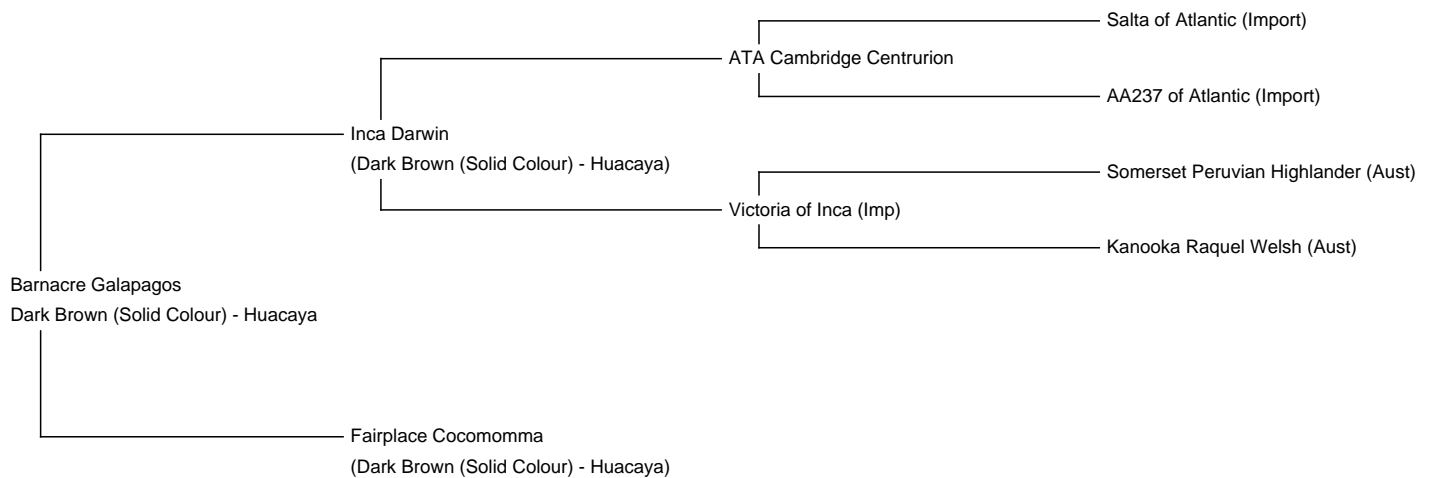 Salta of Atlantic (Import)
ATA Cambridge Centrurion
AA237 of Atlantic (Import)
Inca Darwin
(Dark Brown (Solid Colour) - Huacaya)
Somerset Peruvian Highlander (Aust)
Victoria of Inca (Imp)
Kanooka Raquel Welsh (Aust)
Barnacre Galapagos
Dark Brown (Solid Colour) - Huacaya
Fairplace Cocomomma
(Dark Brown (Solid Colour) - Huacaya)